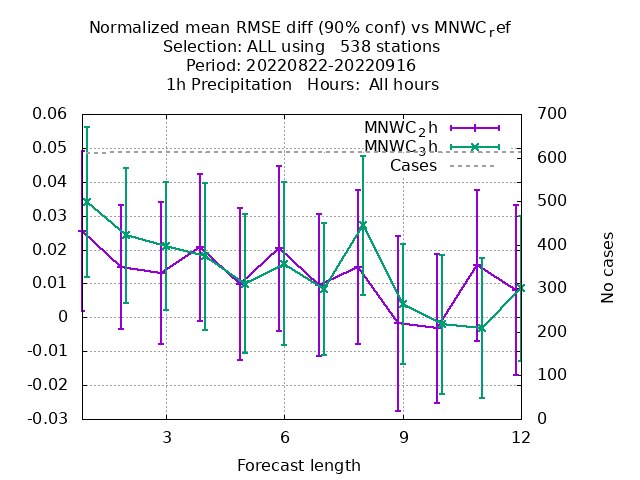 Normalized mean RMSE diff (90% conf) vs MNWC_ref
Selection: ALL using   538 stations
Period: 20220822-20220916
1h Precipitation   Hours:  All hours
0.06
0.05
0.04
0.03
0.02
0.01
0
-0.01
-0.02
-0.03
MNWC_2h
MNWC_3h
Cases
700
600
500
400
300
200
100
0
No cases
3
6
9
12
Forecast length